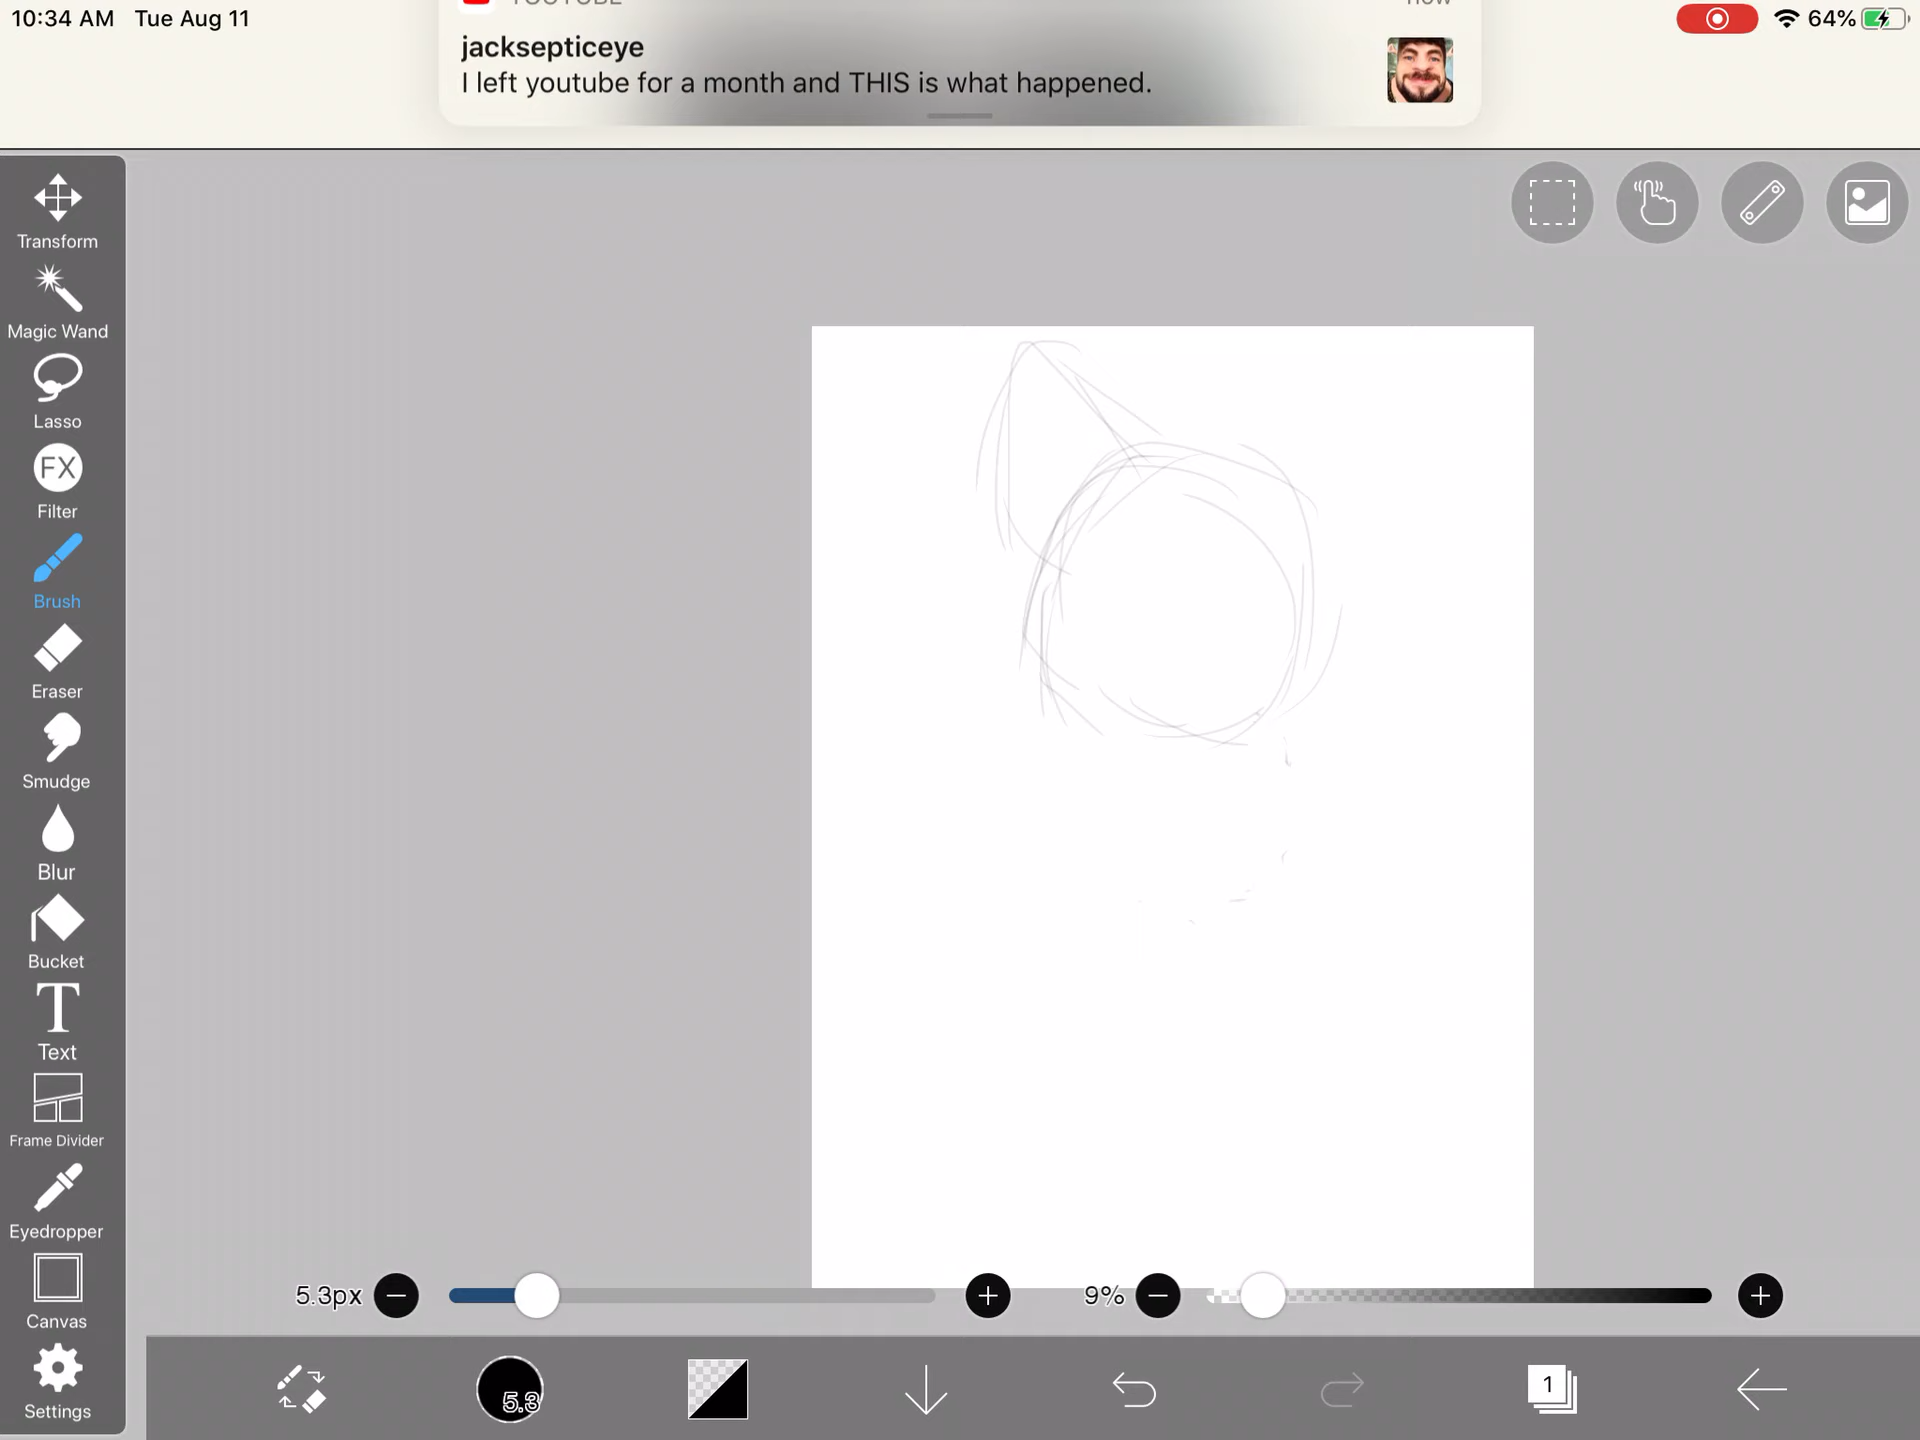 10:34 AM Tue Aug 11
YOUTUBE
now
64%
jacksepticeye
I left youtube for a month and THIS is what happened.
Transform
Magic Wand
Lasso
FX
Filter
Brush
Eraser
Smudge
Blur
Bucket
T
Text
Frame Divider
Eyedropper
Canvas
Settings
5.3px
9%
5.3
1